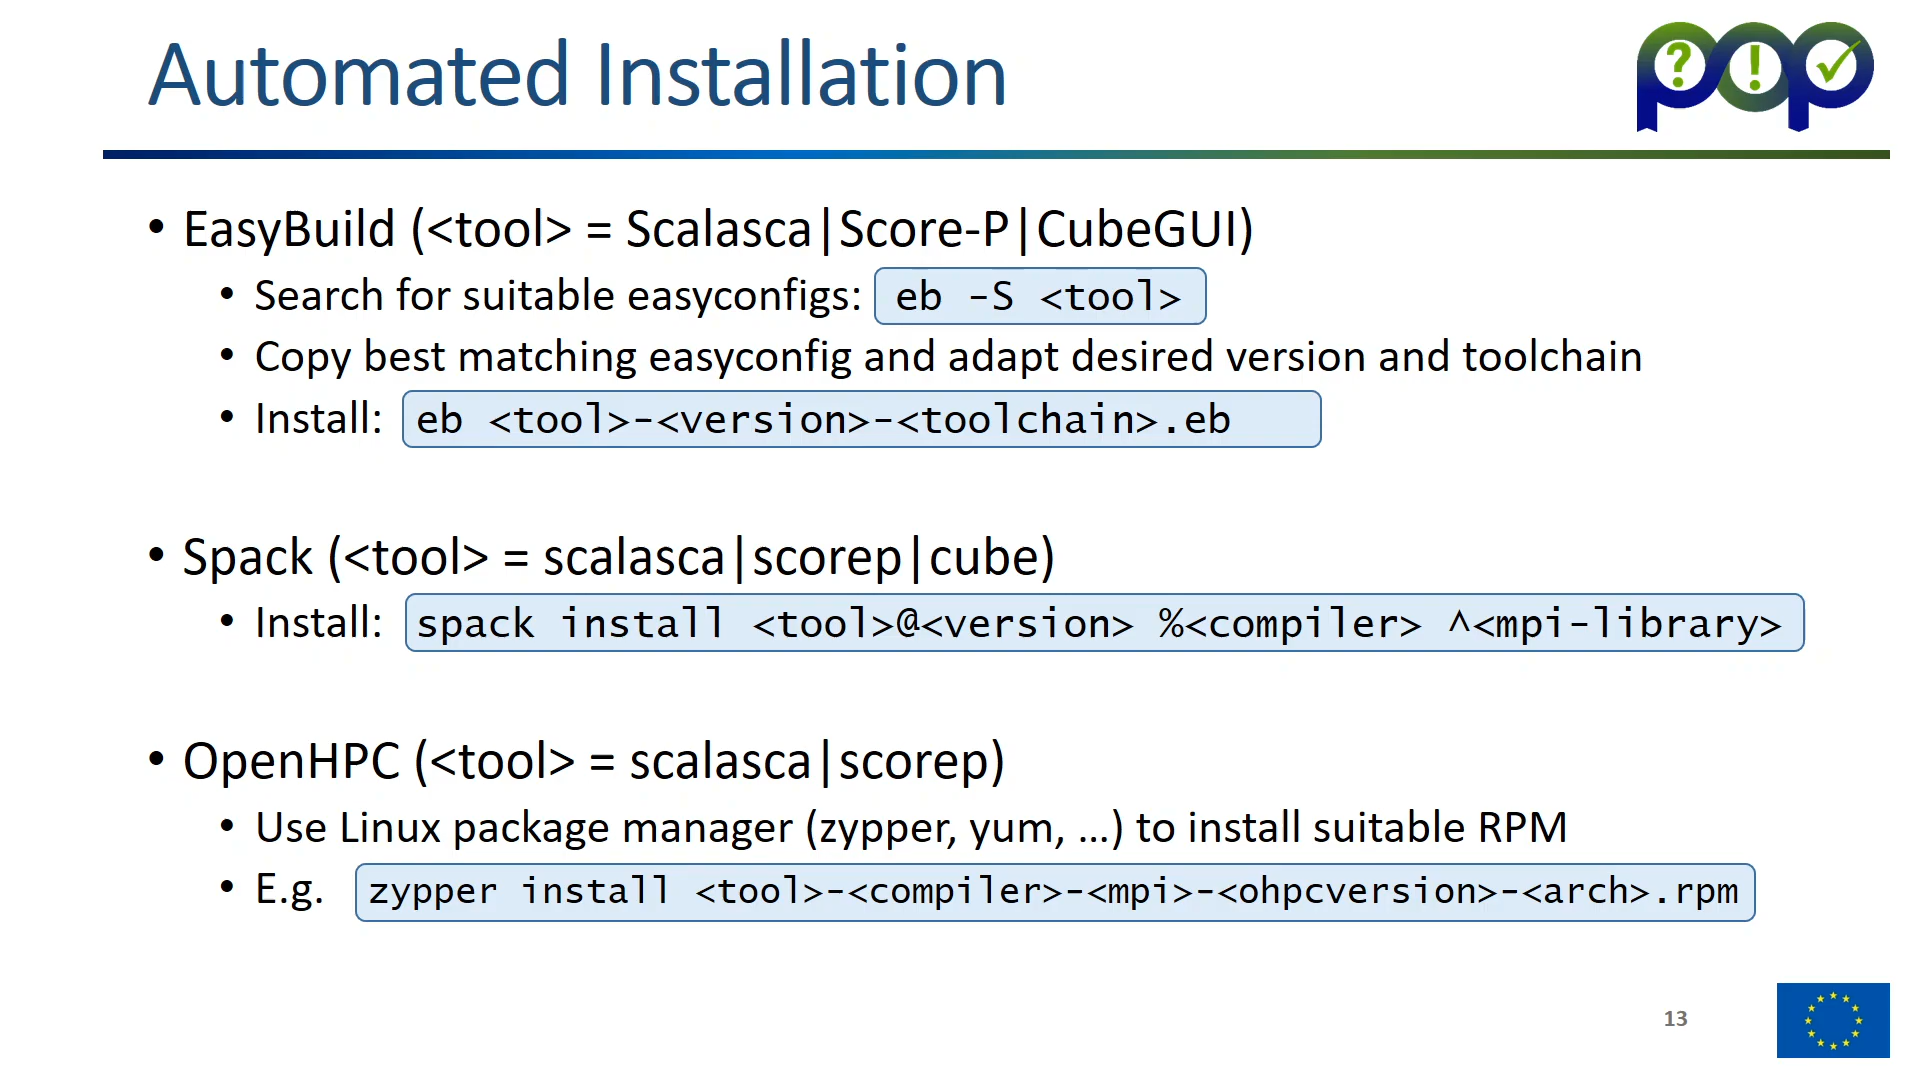 Automated Installation
pop
? ! ✓
• EasyBuild (<tool> = Scalasca|Score-P|CubeGUI)
• Search for suitable easyconfigs: eb -S <tool>
• Copy best matching easyconfig and adapt desired version and toolchain
• Install: eb <tool>-<version>-<toolchain>.eb
• Spack (<tool> = scalasca|scorep|cube)
• Install: spack install <tool>@<version> %<compiler> ^<mpi-library>
• OpenHPC (<tool> = scalasca|scorep)
• Use Linux package manager (zypper, yum, …) to install suitable RPM
• E.g. zypper install <tool>-<compiler>-<mpi>-<ohpcversion>-<arch>.rpm
13